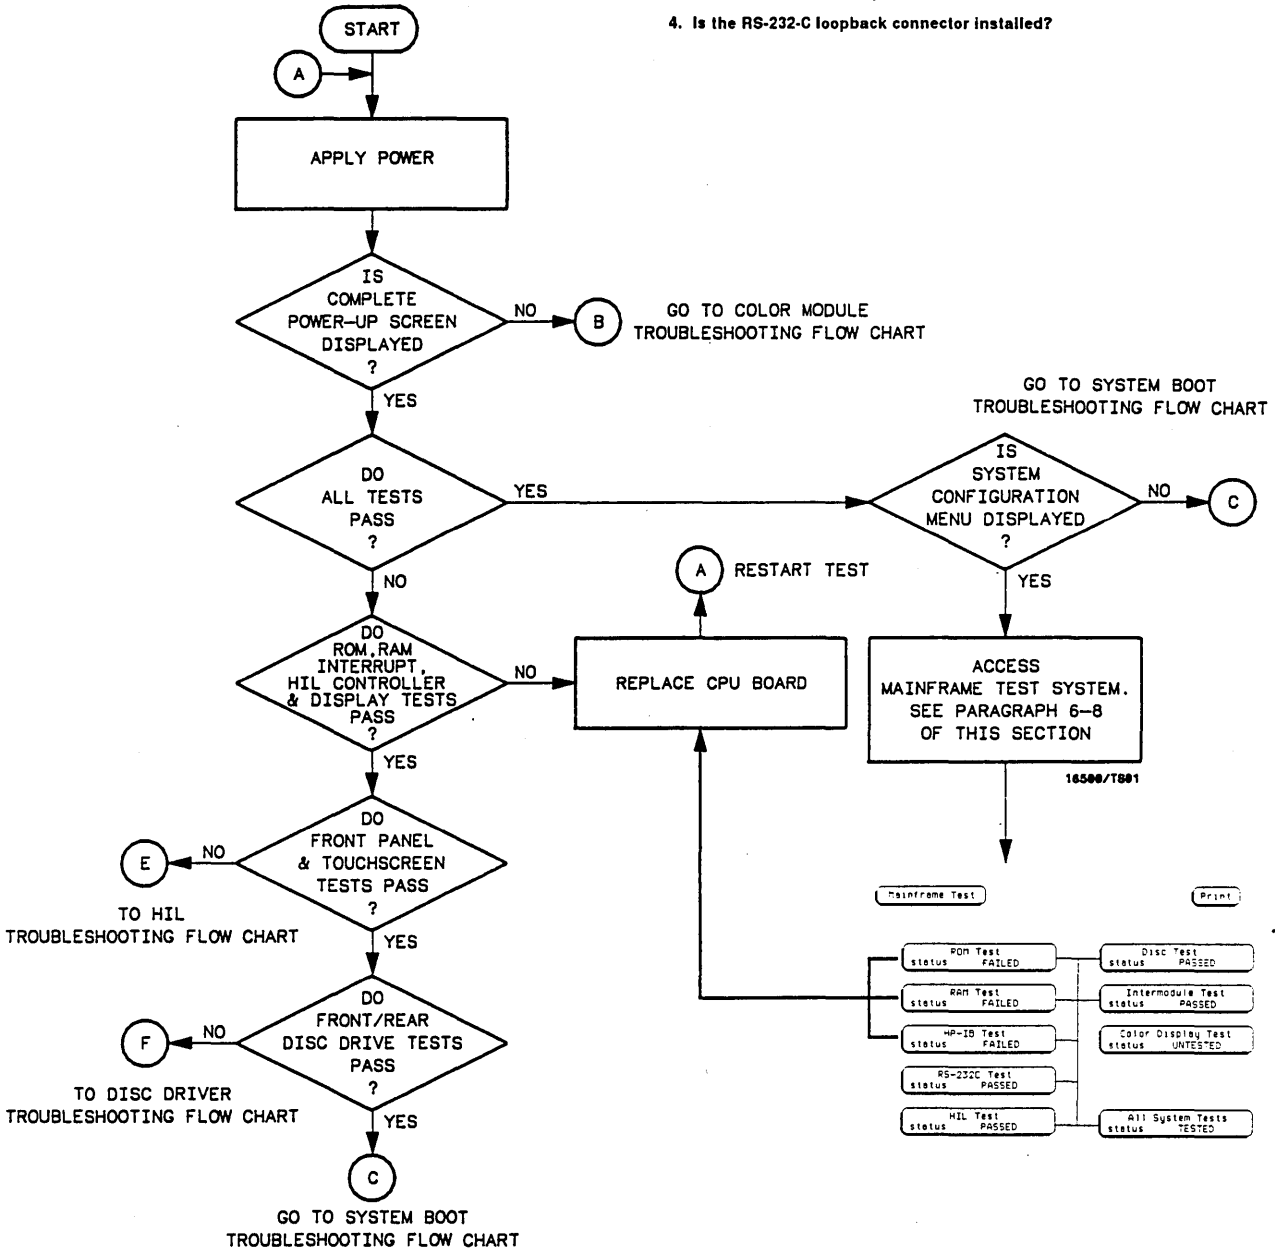 4. Is the RS-232-C loopback connector installed?
START
A
APPLY POWER
IS
COMPLETE
POWER-UP SCREEN
DISPLAYED
?
NO
B
GO TO COLOR MODULE
TROUBLESHOOTING FLOW CHART
YES
DO
ALL TESTS
PASS
?
YES
GO TO SYSTEM BOOT
TROUBLESHOOTING FLOW CHART
IS
SYSTEM
CONFIGURATION
MENU DISPLAYED
?
NO
C
YES
ACCESS
MAINFRAME TEST SYSTEM.
SEE PARAGRAPH 6-8
OF THIS SECTION
16500/TS01
NO
DO
ROM, RAM
INTERRUPT,
HIL CONTROLLER
& DISPLAY TESTS
PASS
?
NO
REPLACE CPU BOARD
A
RESTART TEST
YES
DO
FRONT PANEL
& TOUCHSCREEN
TESTS PASS
?
NO
E
TO HIL
TROUBLESHOOTING FLOW CHART
YES
DO
FRONT/REAR
DISC DRIVE TESTS
PASS
?
NO
F
TO DISC DRIVER
TROUBLESHOOTING FLOW CHART
YES
C
GO TO SYSTEM BOOT
TROUBLESHOOTING FLOW CHART
Mainframe Test
Print
ROM Test
status FAILED
Disc Test
status PASSED
RAM Test
status FAILED
Intermodule Test
status PASSED
HP-IB Test
status FAILED
Color Display Test
status UNTESTED
RS-232C Test
status PASSED
HIL Test
status PASSED
All System Tests
status TESTED